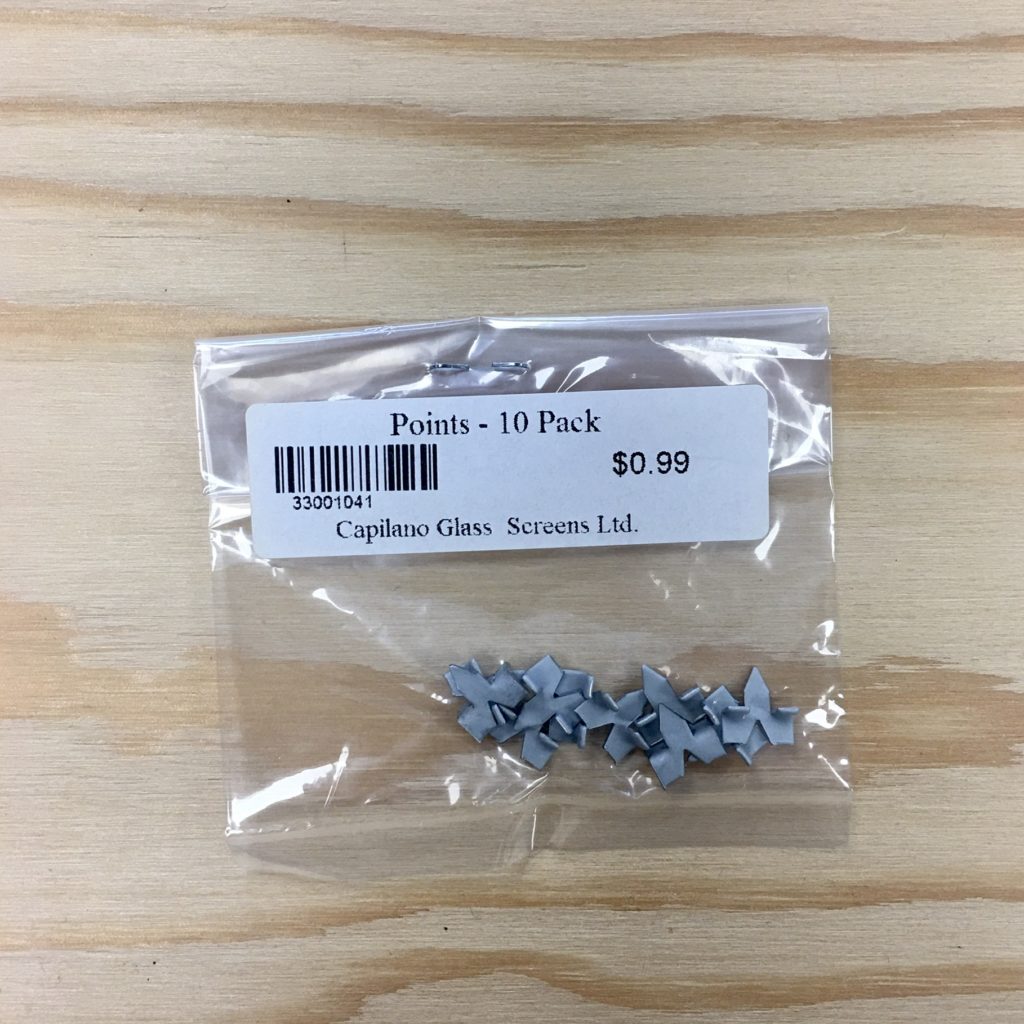 Points - 10 Pack
$0.99
33001041
Capilano Glass Screens Ltd.